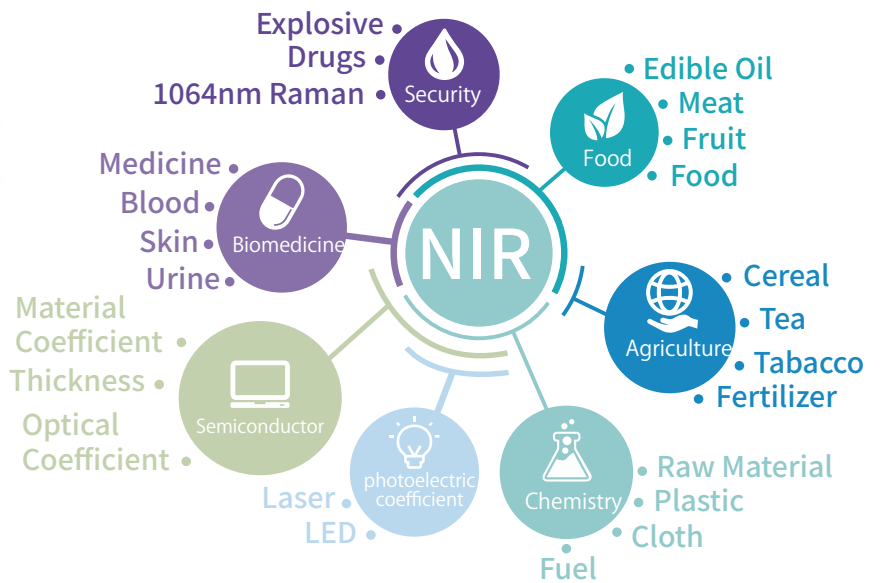 Explosive
Drugs
1064nm Raman
Security
Edible Oil
Meat
Fruit
Food
Food
Medicine
Blood
Skin
Urine
Biomedicine
NIR
Cereal
Tea
Tabacco
Fertilizer
Agriculture
Material
Coefficient
Thickness
Optical
Coefficient
Semiconductor
photoelectric
coefficient
Laser
LED
Chemistry
Raw Material
Plastic
Cloth
Fuel